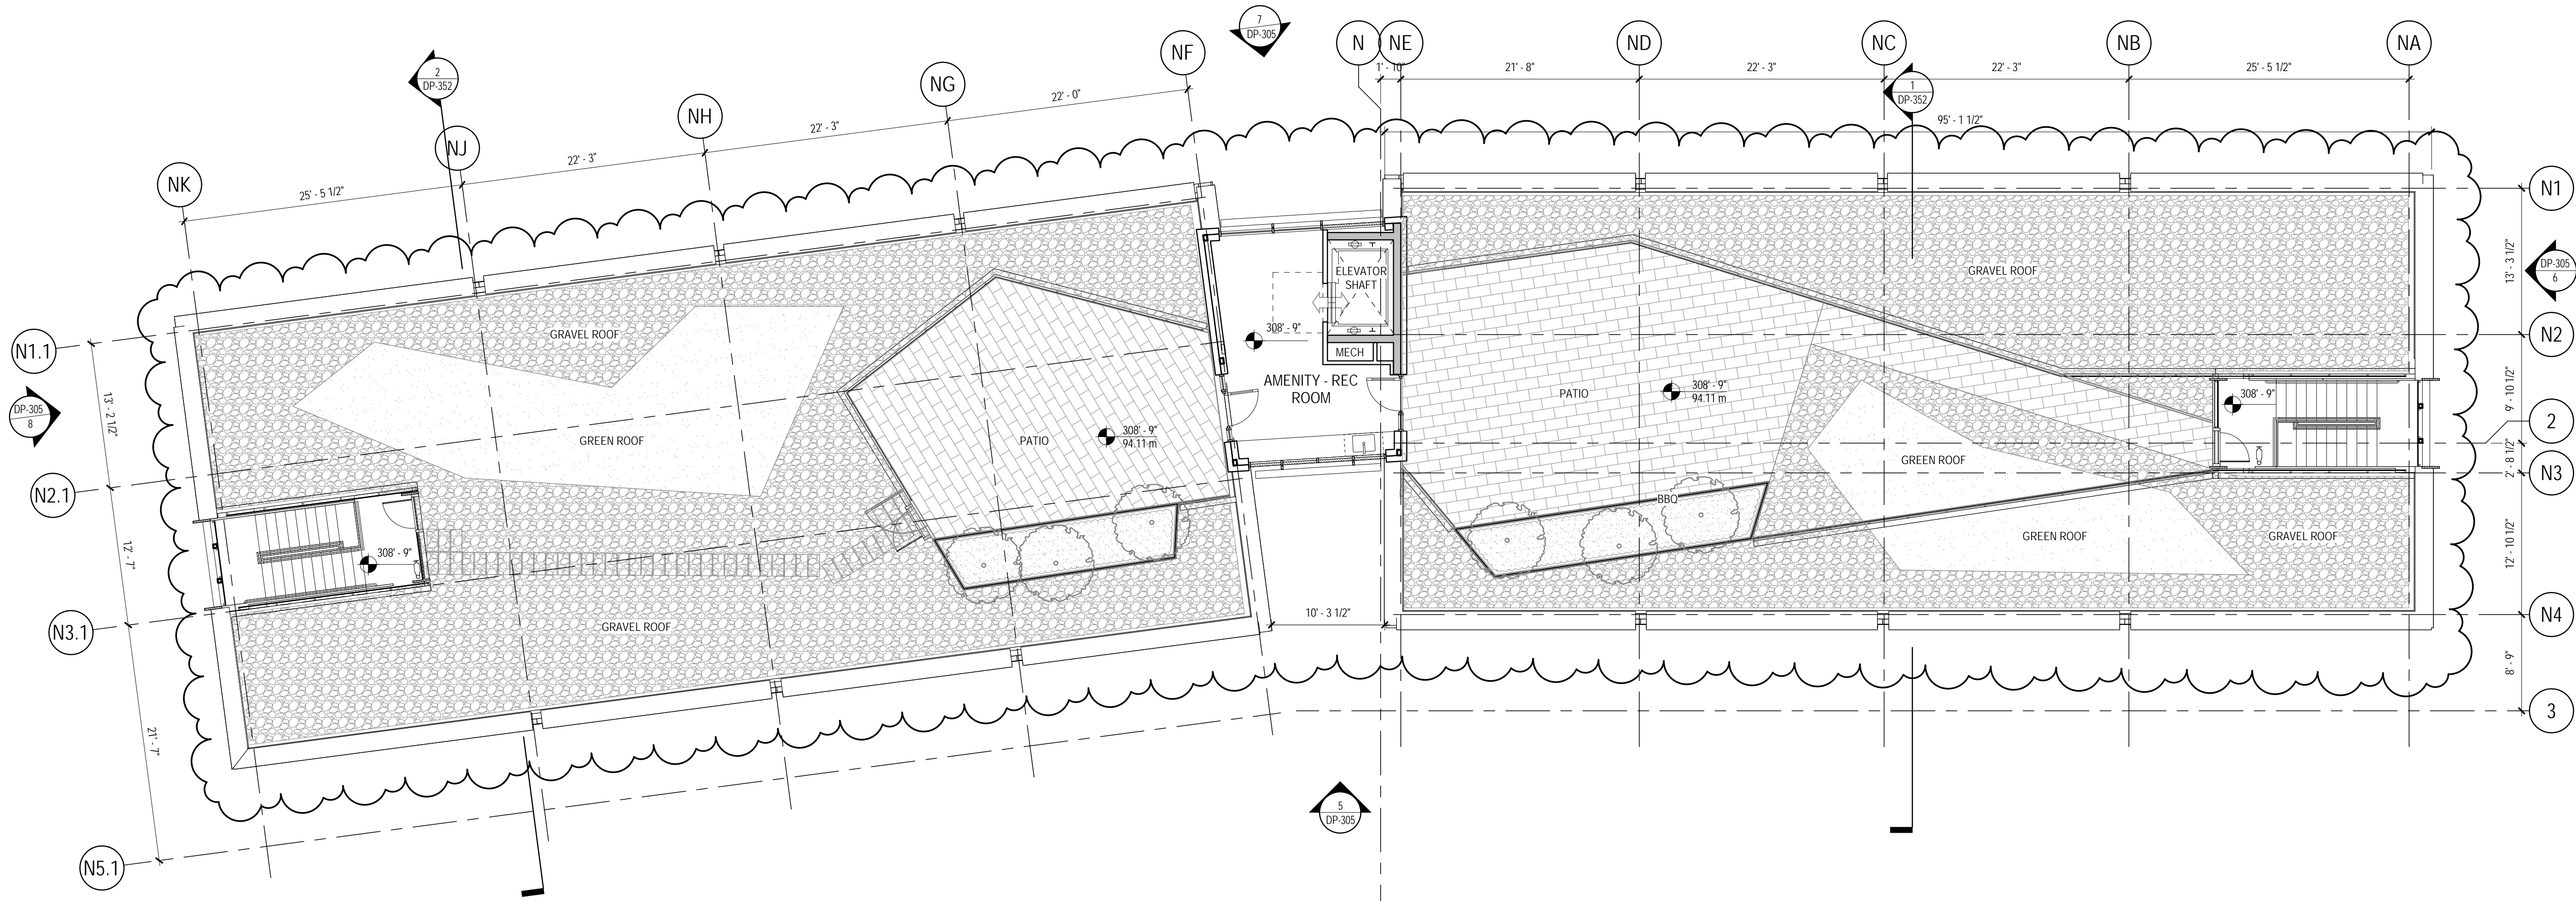 7
DP-305
N
NE
ND
NC
NB
NA
NF
NG
NH
NJ
NK
2
DP-352
1
DP-352
1' - 10"
21' - 8"
22' - 3"
22' - 3"
25' - 5 1/2"
95' - 1 1/2"
22' - 0"
22' - 3"
22' - 3"
25' - 5 1/2"
N1
13' - 3 1/2"
DP-305
6
N2
9' - 10 1/2"
2
2' - 8 1/2"
N3
12' - 10 1/2"
N4
8' - 9"
3
N1.1
DP-305
8
13' - 2 1/2"
N2.1
12' - 7"
N3.1
21' - 7"
N5.1
GRAVEL ROOF
GREEN ROOF
PATIO
308' - 9"
94.11 m
308' - 9"
GRAVEL ROOF
ELEVATOR
SHAFT
308' - 9"
MECH
AMENITY - REC
ROOM
10' - 3 1/2"
GRAVEL ROOF
PATIO
308' - 9"
94.11 m
308' - 9"
GREEN ROOF
BBQ
GREEN ROOF
GRAVEL ROOF
5
DP-305